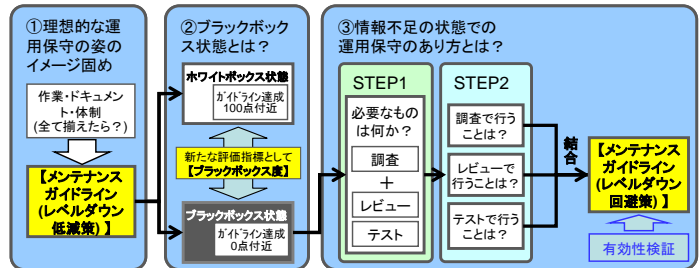 ①理想的な運
用保守の姿の
イメージ固め
作業・ドキュメン
ト・体制
(全て揃えたら？)
【メンテナンス
ガイドライン
(レベルダウン
低減策) 】
②ブラックボック
ス状態とは？
ホワイトボックス状態
ガイドライン達成
100点付近
新たな評価指標として
【ブラックボックス度】
ブラックボックス状態
ガイドライン達成
0点付近
③情報不足の状態での
運用保守のあり方とは？
STEP1
必要なもの
は何か？
調査
＋
レビュー
テスト
STEP2
調査で行う
ことは？
レビューで
行うことは？
テストで行う
ことは？
結合
【メンテナンス
ガイドライン
(レベルダウン
回避策) 】
有効性検証